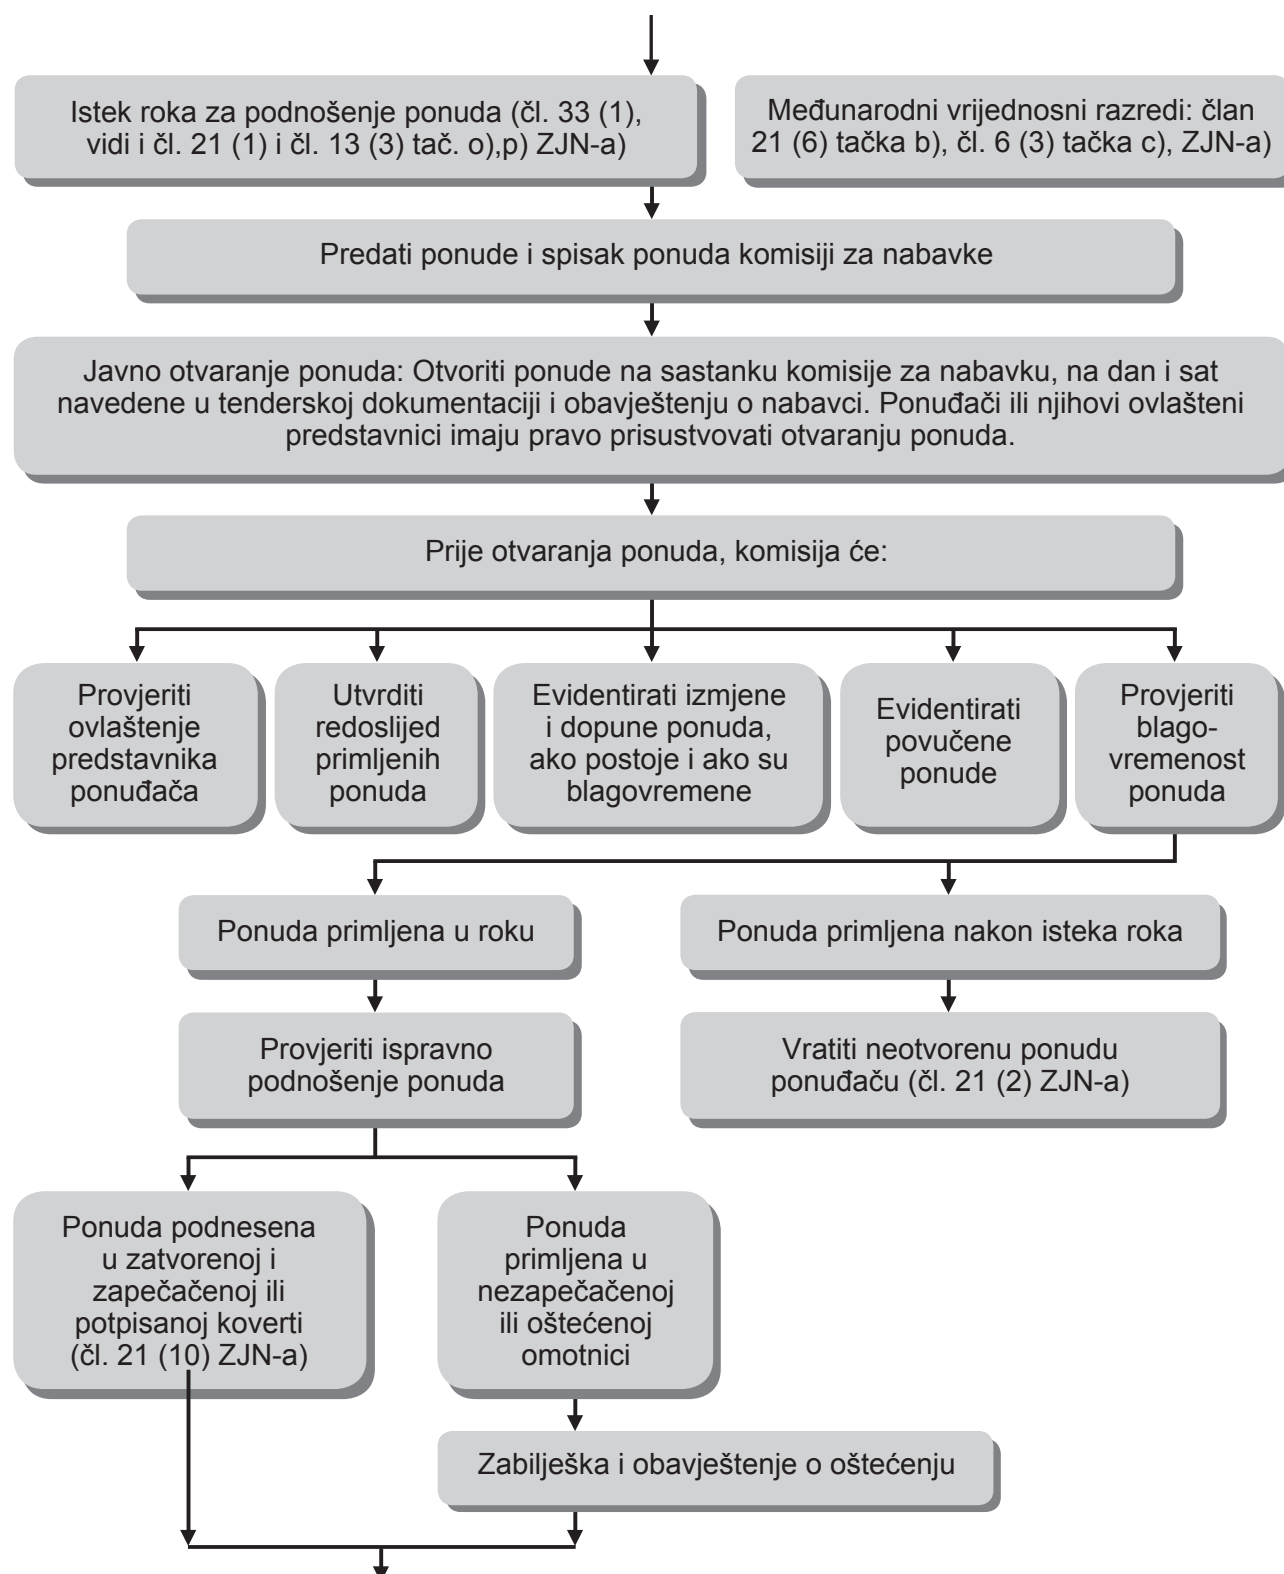 Istek roka za podnošenje ponuda (čl. 33 (1),
vidi i čl. 21 (1) i čl. 13 (3) tač. o),p) ZJN-a)
Međunarodni vrijednosni razredi: član
21 (6) tačka b), čl. 6 (3) tačka c), ZJN-a)
Predati ponude i spisak ponuda komisiji za nabavke
Javno otvaranje ponuda: Otvoriti ponude na sastanku komisije za nabavku, na dan i sat
navedene u tenderskoj dokumentaciji i obavještenju o nabavci. Ponuđači ili njihovi ovlašteni
predstavnici imaju pravo prisustvovati otvaranju ponuda.
Prije otvaranja ponuda, komisija će:
Provjeriti
ovlaštenje
predstavnika
ponuđača
Utvrditi
redoslijed
primljenih
ponuda
Evidentirati izmjene
i dopune ponuda,
ako postoje i ako su
blagovremene
Evidentirati
povučene
ponude
Provjeriti
blago-
vremenost
ponuda
Ponuda primljena u roku
Ponuda primljena nakon isteka roka
Provjeriti ispravno
podnošenje ponuda
Vratiti neotvorenu ponudu
ponuđaču (čl. 21 (2) ZJN-a)
Ponuda podnesena
u zatvorenoj i
zapečačenoj ili
potpisanoj koverti
(čl. 21 (10) ZJN-a)
Ponuda
primljena u
nezapečačenoj
ili oštećenoj
omotnici
Zabilješka i obavještenje o oštećenju